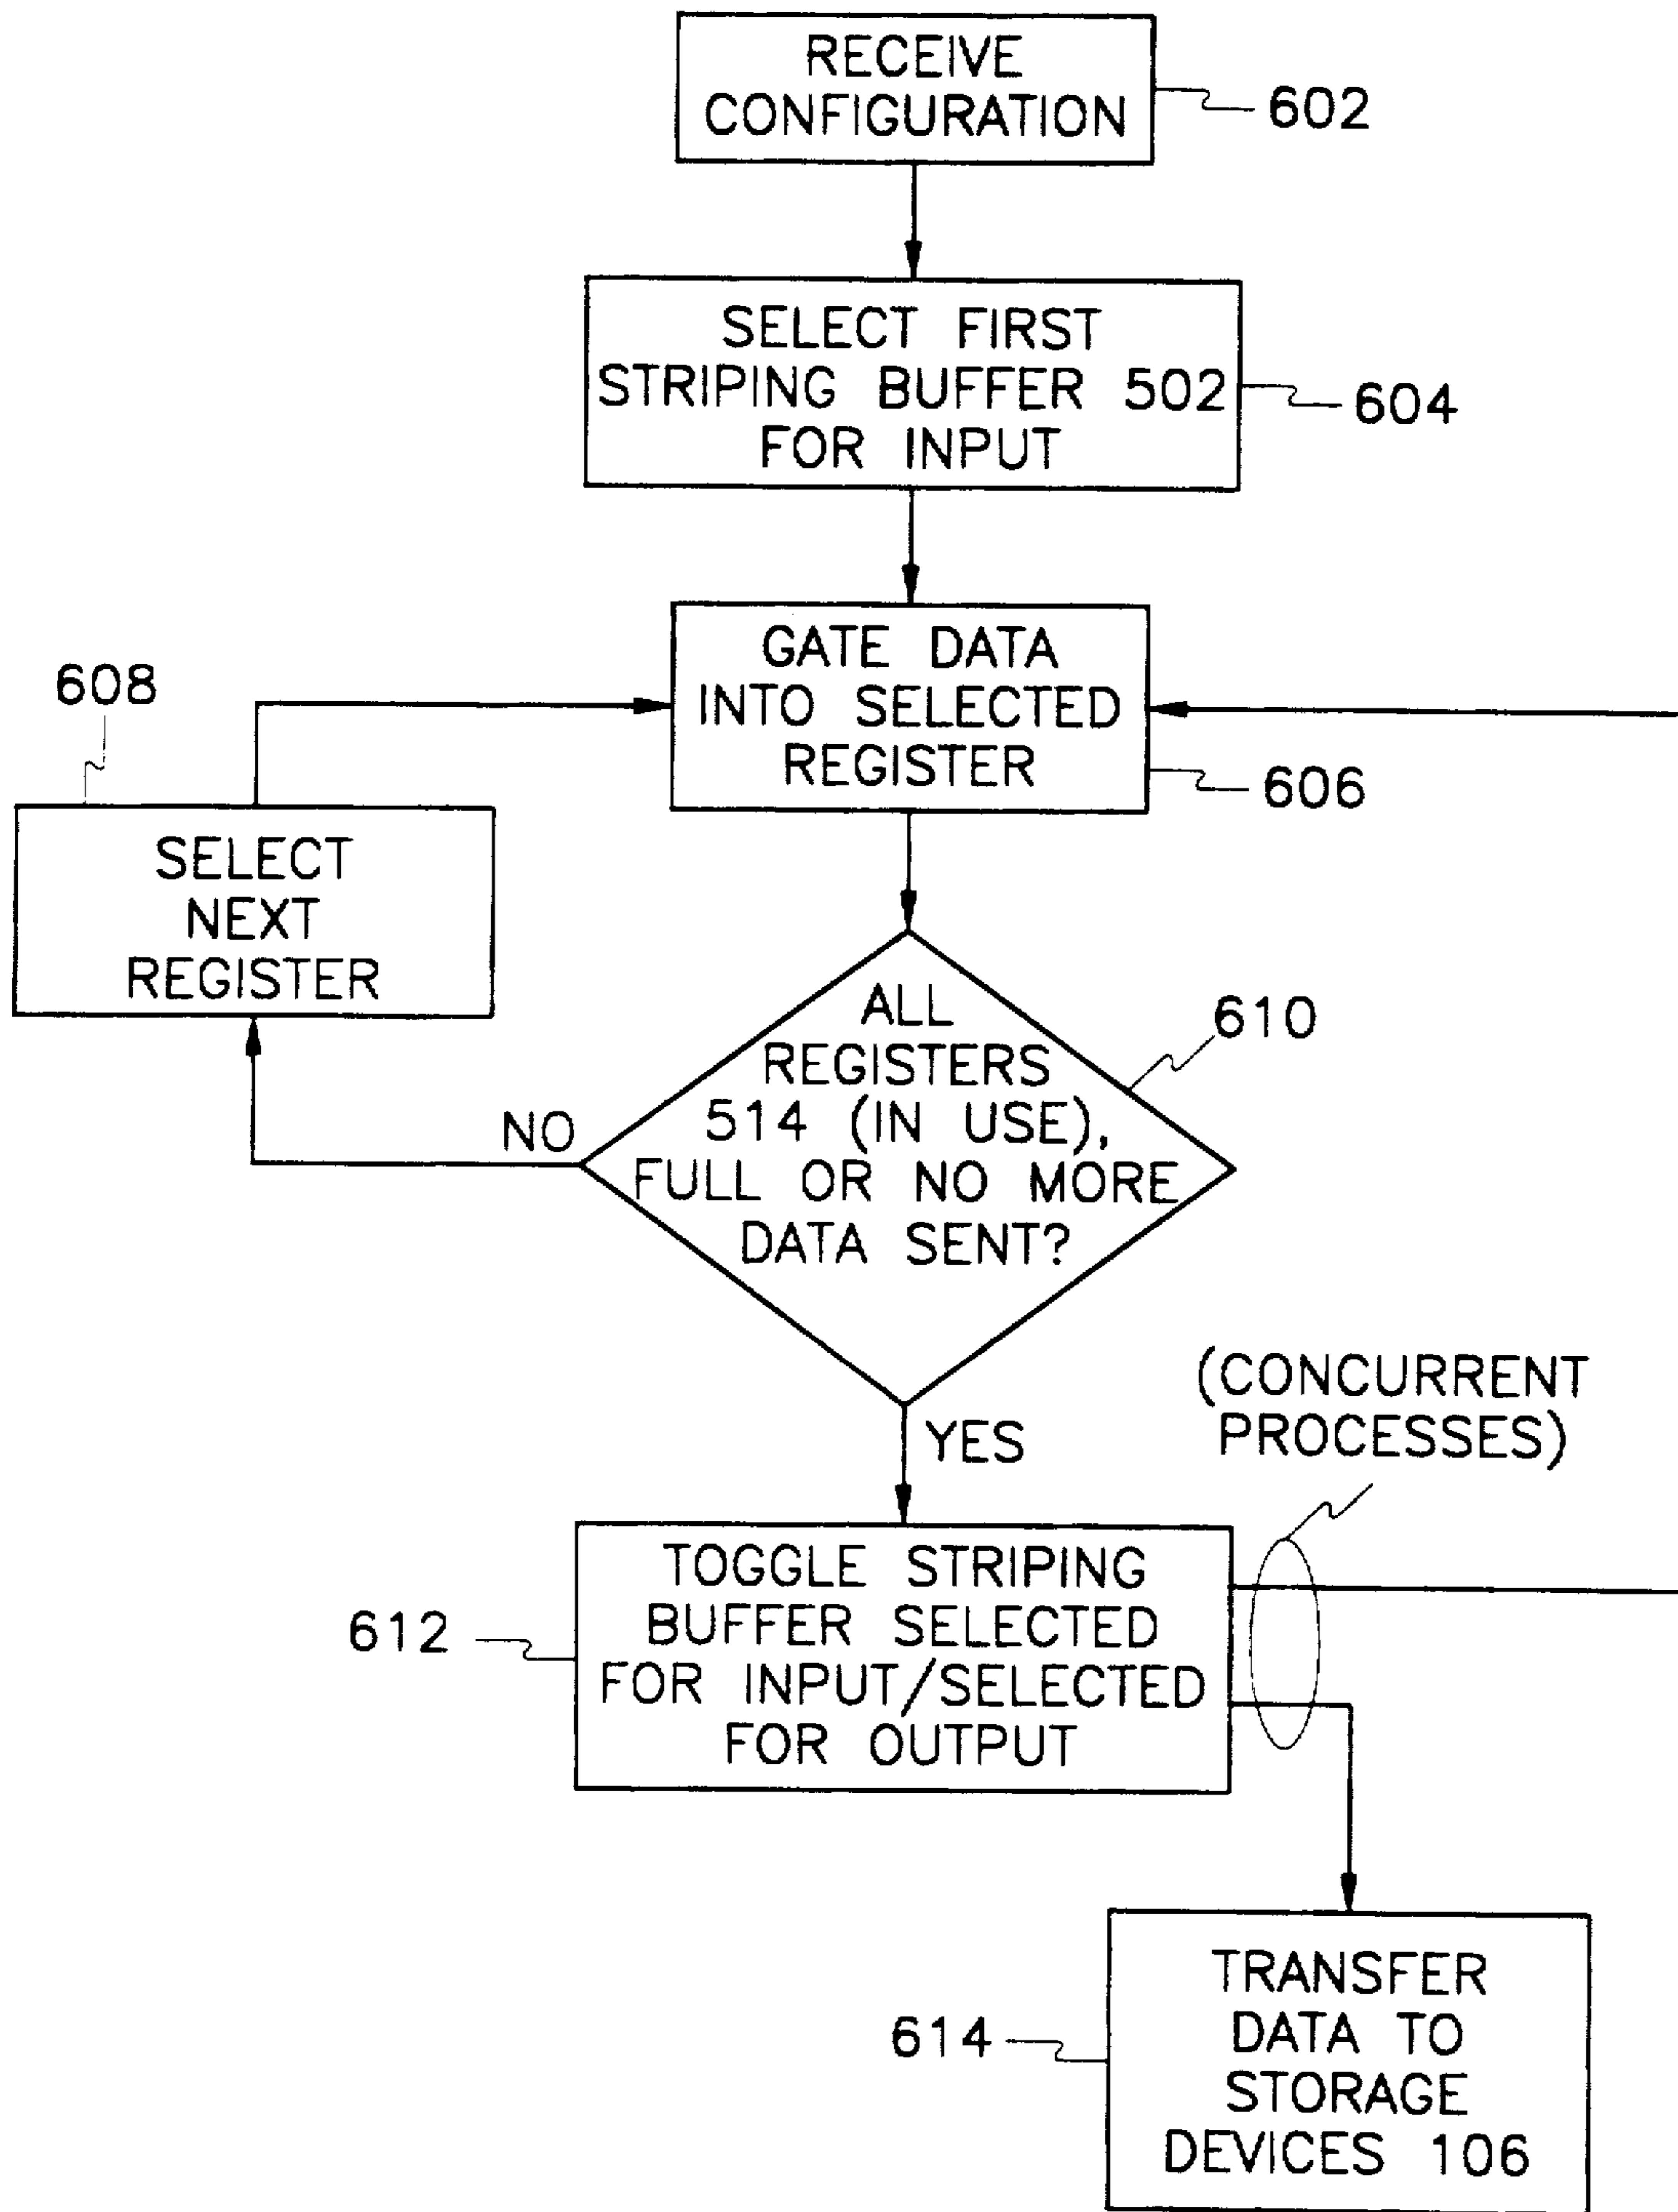 RECEIVE
CONFIGURATION
602
SELECT FIRST
STRIPING BUFFER 502
FOR INPUT
604
GATE DATA
INTO SELECTED
REGISTER
606
608
SELECT
NEXT
REGISTER
ALL
REGISTERS
514 (IN USE),
FULL OR NO MORE
DATA SENT?
610
NO
YES
(CONCURRENT
PROCESSES)
TOGGLE STRIPING
BUFFER SELECTED
FOR INPUT/SELECTED
FOR OUTPUT
612
TRANSFER
DATA TO
STORAGE
DEVICES 106
614